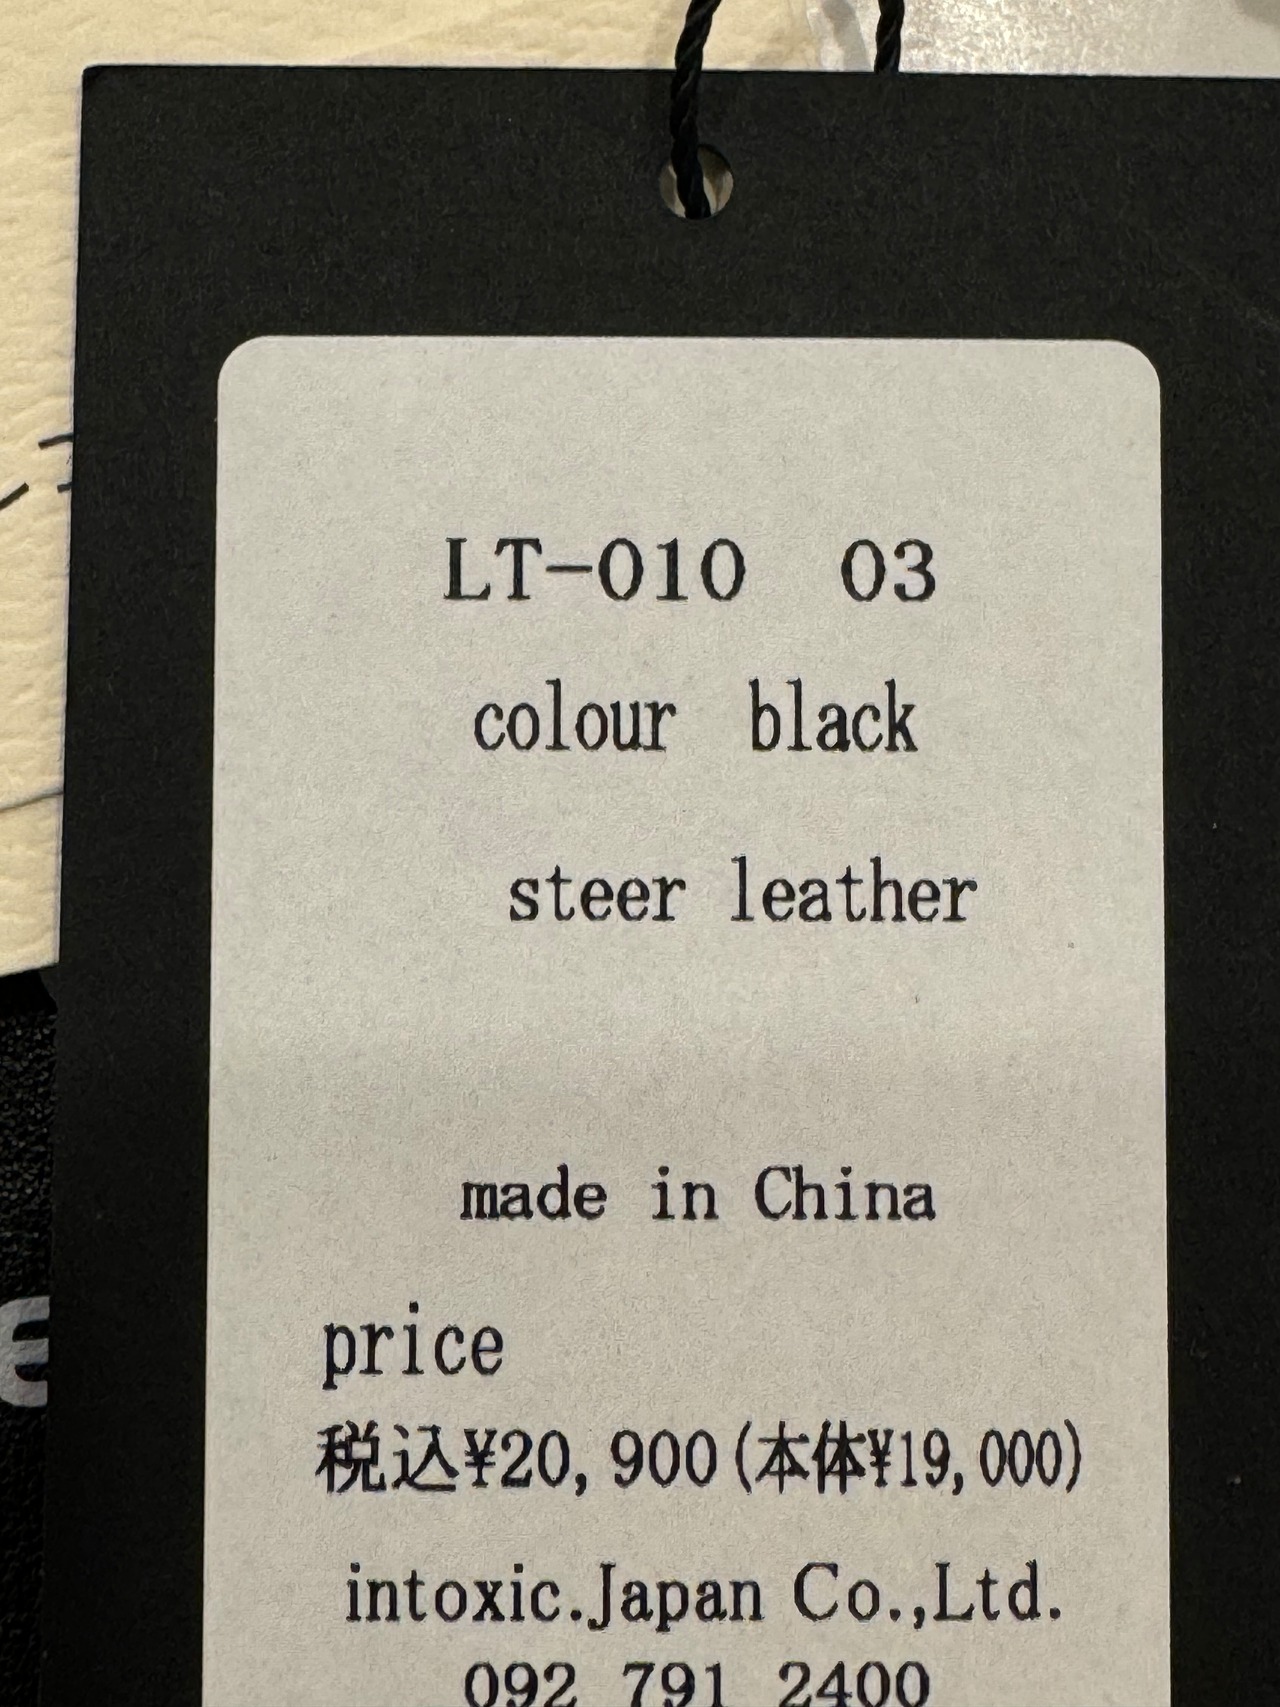 LT-010 03
colour black
steer leather
made in China
price
税込¥20,900(本体¥19,000)
intoxic.Japan Co.,Ltd.
092 791 2400